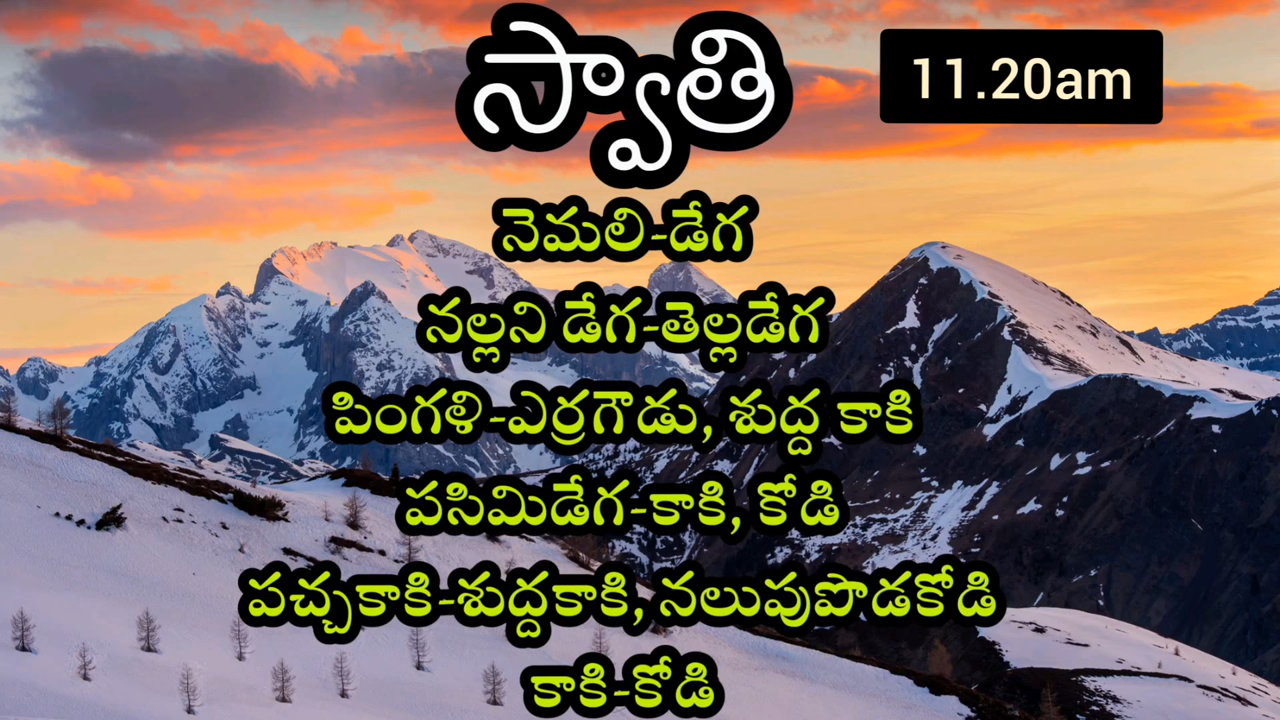 స్వాతి
11.20am
నెమలి-డేగ
నల్లని డేగ-తెల్లడేగ
పింగళి-ఎర్రగౌడు, శుద్ద కాకి
పసిమిడేగ-కాకి, కోడి
పచ్చకాకి-శుద్దకాకి, నలుపుపొడకోడి
కాకి-కోడి